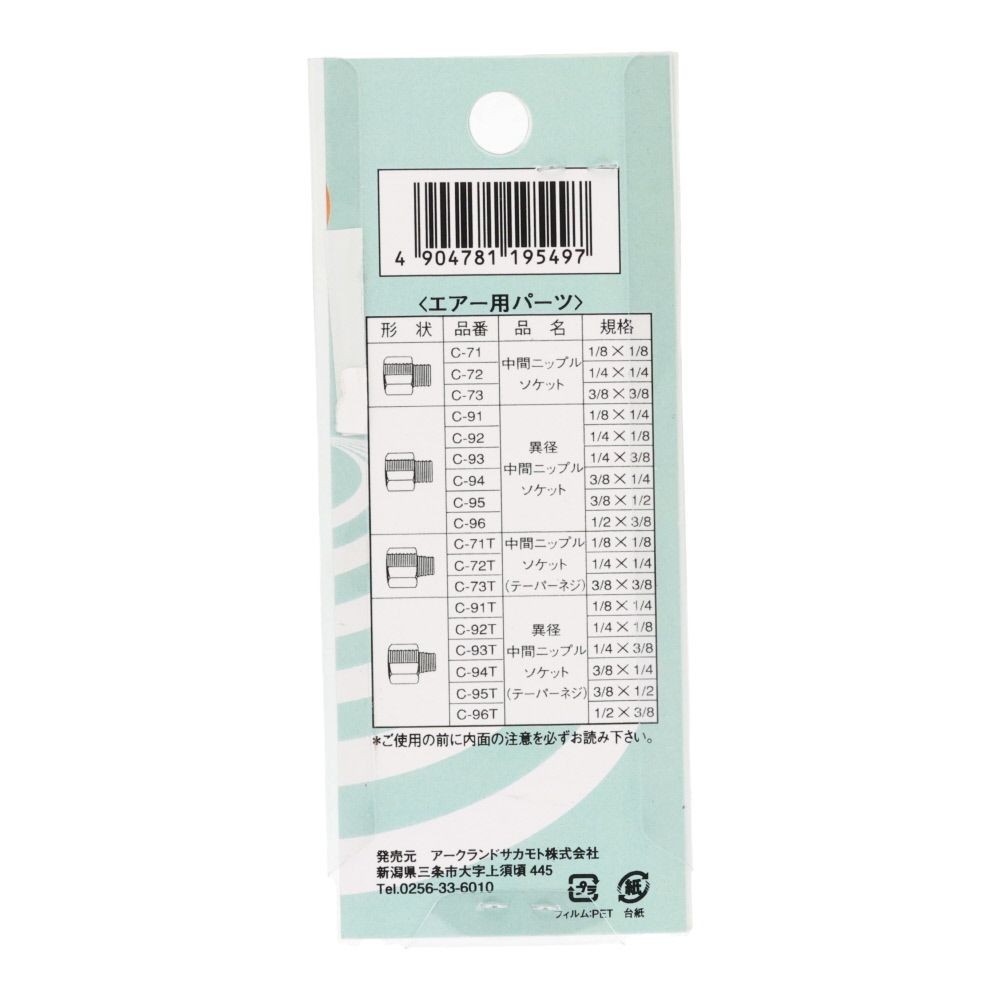 4 904781 195497
〈エアー用パーツ〉
形 状 品番 品 名 規格
C-71 1/8×1/8
C-72 中間ニップル 1/4×1/4
C-73 ソケット 3/8×3/8
C-91 1/8×1/4
C-92 異径 1/4×1/8
C-93 中間ニップル 1/4×3/8
C-94 ソケット 3/8×1/4
C-95 3/8×1/2
C-96 1/2×3/8
C-71T 中間ニップル 1/8×1/8
C-72T ソケット 1/4×1/4
C-73T (テーパーネジ) 3/8×3/8
C-91T 1/8×1/4
C-92T 異径 1/4×1/8
C-93T 中間ニップル 1/4×3/8
C-94T ソケット 3/8×1/4
C-95T (テーパーネジ) 3/8×1/2
C-96T 1/2×3/8
*ご使用の前に内面の注意を必ずお読み下さい。
発売元 アークランドサカモト株式会社
新潟県三条市大字上須頃 445
Tel.0256-33-6010
プラ 紙
フィルム:PET 台紙